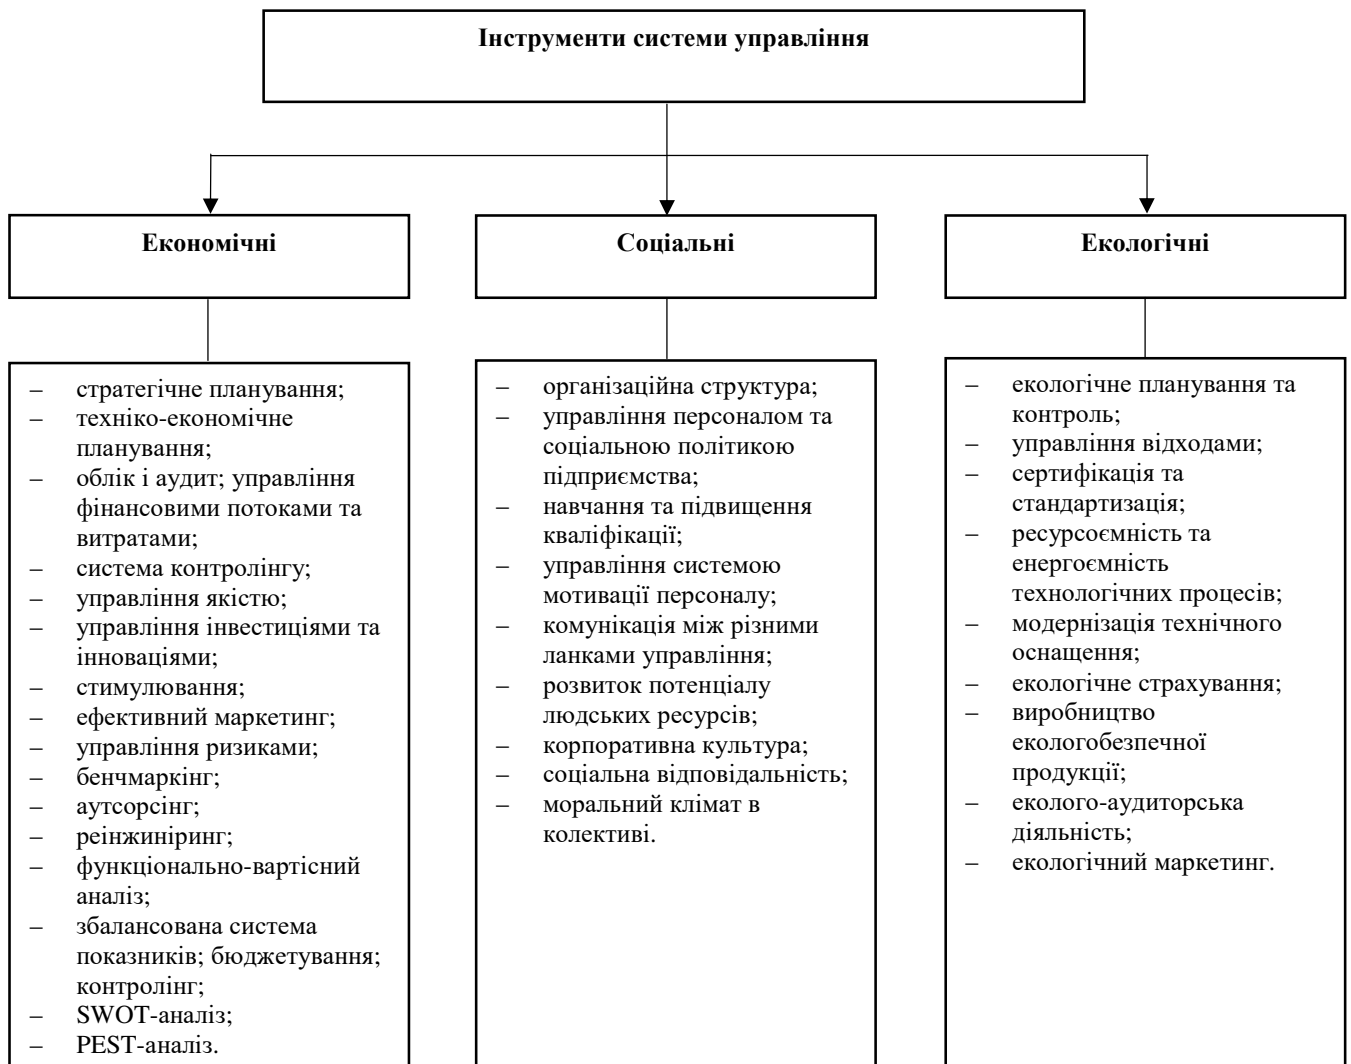 Інструменти системи управління
Економічні
Соціальні
Екологічні
– стратегічне планування;
– техніко-економічне
планування;
– облік і аудит; управління
фінансовими потоками та
витратами;
– система контролінгу;
– управління якістю;
– управління інвестиціями та
інноваціями;
– стимулювання;
– ефективний маркетинг;
– управління ризиками;
– бенчмаркінг;
– аутсорсінг;
– реінжиніринг;
– функціонально-вартісний
аналіз;
– збалансована система
показників; бюджетування;
контролінг;
– SWOT-аналіз;
– PEST-аналіз.
– організаційна структура;
– управління персоналом та
соціальною політикою
підприємства;
– навчання та підвищення
кваліфікації;
– управління системою
мотивації персоналу;
– комунікація між різними
ланками управління;
– розвиток потенціалу
людських ресурсів;
– корпоративна культура;
– соціальна відповідальність;
– моральний клімат в
колективі.
– екологічне планування та
контроль;
– управління відходами;
– сертифікація та
стандартизація;
– ресурсоємність та
енергоємність
технологічних процесів;
– модернізація технічного
оснащення;
– екологічне страхування;
– виробництво
екологобезпечної
продукції;
– еколого-аудиторська
діяльність;
– екологічний маркетинг.